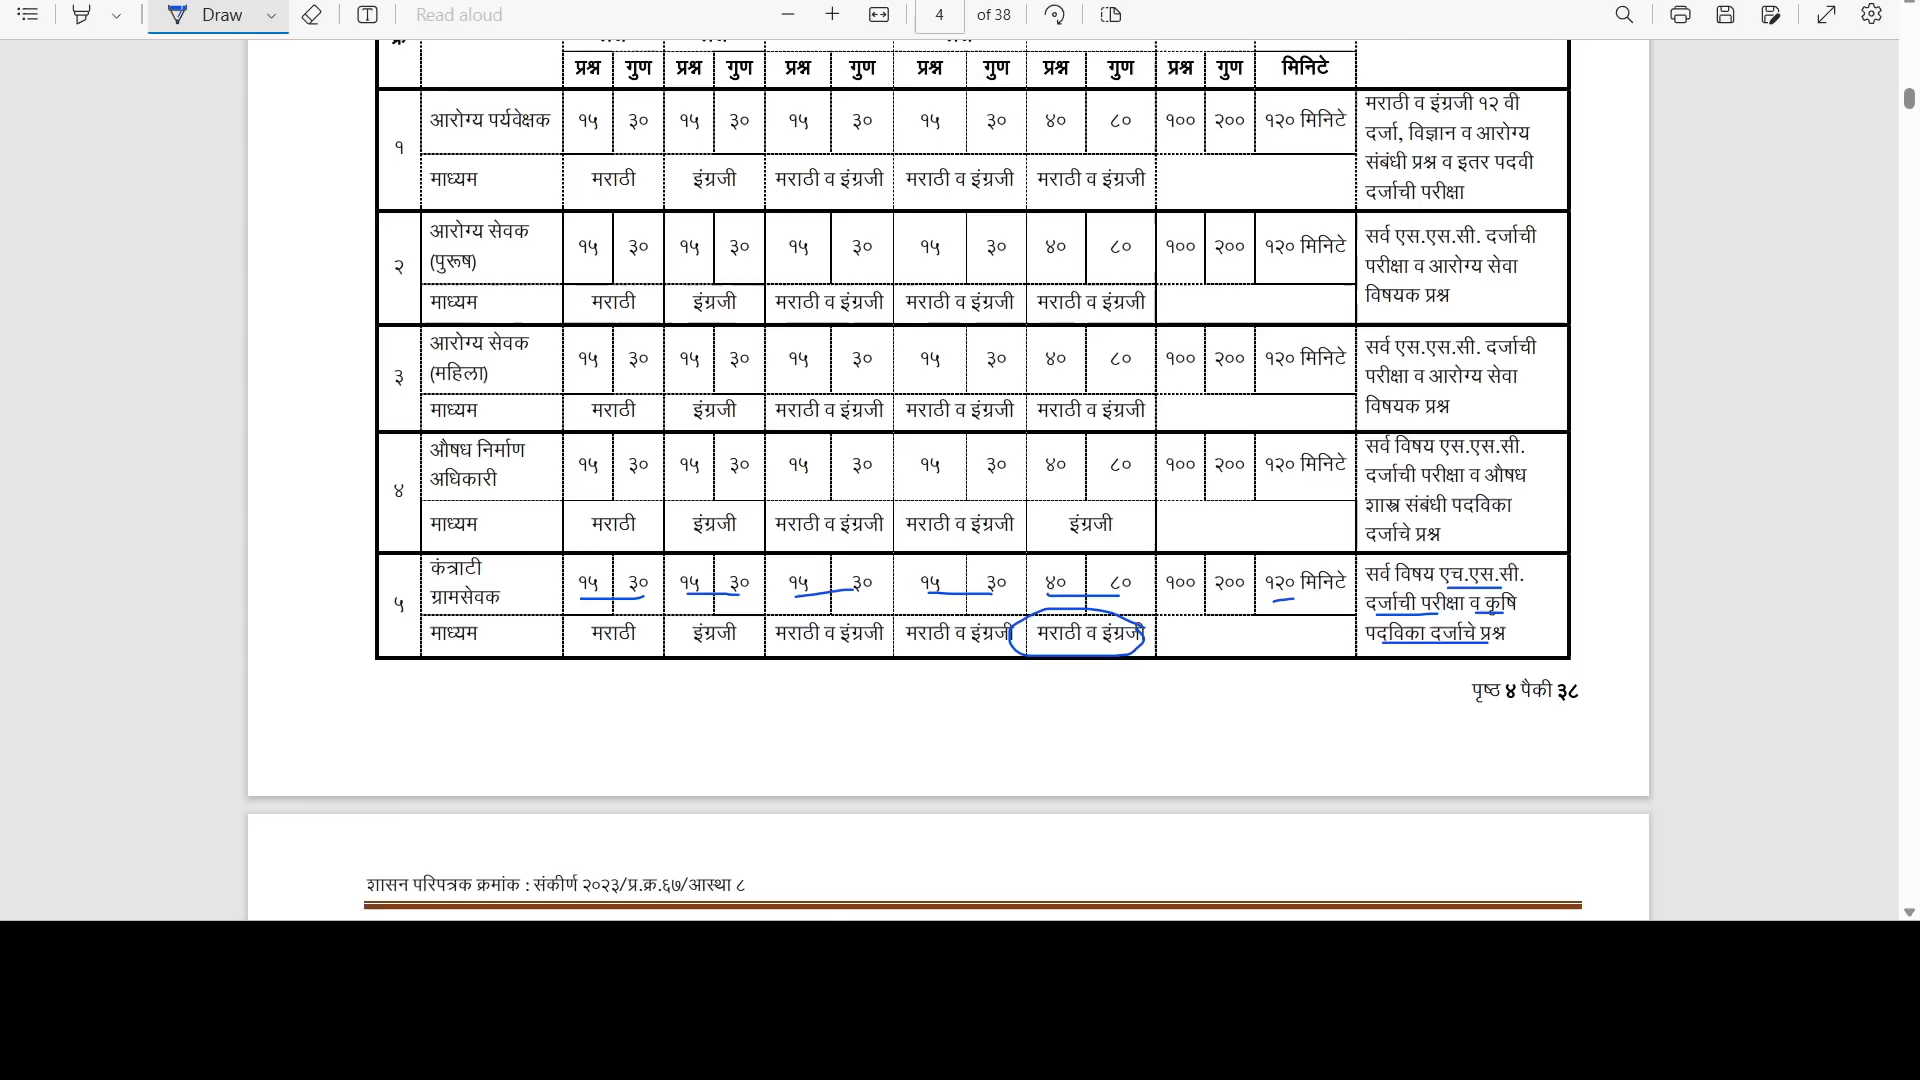 Draw
Read aloud
4 of 38
प्रश्न गुण प्रश्न गुण प्रश्न गुण प्रश्न गुण प्रश्न गुण प्रश्न गुण मिनिटे
१ आरोग्य पर्यवेक्षक १५ ३० १५ ३० १५ ३० १५ ३० ४० ८० १०० २०० १२० मिनिटे
मराठी व इंग्रजी १२ वी
दर्जा, विज्ञान व आरोग्य
संबंधी प्रश्न व इतर पदवी
दर्जाची परीक्षा
माध्यम मराठी इंग्रजी मराठी व इंग्रजी मराठी व इंग्रजी मराठी व इंग्रजी
२ आरोग्य सेवक
(पुरूष)
१५ ३० १५ ३० १५ ३० १५ ३० ४० ८० १०० २०० १२० मिनिटे
सर्व एस.एस.सी. दर्जाची
परीक्षा व आरोग्य सेवा
विषयक प्रश्न
माध्यम मराठी इंग्रजी मराठी व इंग्रजी मराठी व इंग्रजी मराठी व इंग्रजी
३ आरोग्य सेवक
(महिला)
१५ ३० १५ ३० १५ ३० १५ ३० ४० ८० १०० २०० १२० मिनिटे
सर्व एस.एस.सी. दर्जाची
परीक्षा व आरोग्य सेवा
विषयक प्रश्न
माध्यम मराठी इंग्रजी मराठी व इंग्रजी मराठी व इंग्रजी मराठी व इंग्रजी
४ औषध निर्माण
अधिकारी
१५ ३० १५ ३० १५ ३० १५ ३० ४० ८० १०० २०० १२० मिनिटे
सर्व विषय एस.एस.सी.
दर्जाची परीक्षा व औषध
शास्त्र संबंधी पदविका
दर्जाचे प्रश्न
माध्यम मराठी इंग्रजी मराठी व इंग्रजी मराठी व इंग्रजी इंग्रजी
५ कंत्राटी
ग्रामसेवक
१५ ३० १५ ३० १५ ३० १५ ३० ४० ८० १०० २०० १२० मिनिटे
सर्व विषय एच.एस.सी.
दर्जाची परीक्षा व कृषि
पदविका दर्जाचे प्रश्न
माध्यम मराठी इंग्रजी मराठी व इंग्रजी मराठी व इंग्रजी मराठी व इंग्रजी
पृष्ठ ४ पैकी ३८
शासन परिपत्रक क्रमांक : संकीर्ण २०२३/प्र.क्र.६७/आस्था ८